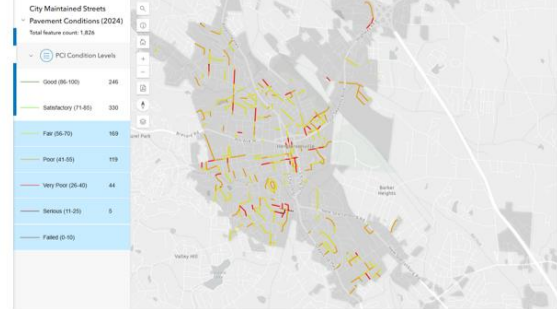 City Maintained Streets
Pavement Conditions (2024)
Total feature count: 1,826
PCI Condition Levels
Good (86-100) 246
Satisfactory (71-85) 330
Fair (56-70) 169
Poor (41-55) 119
Very Poor (26-40) 44
Serious (11-25)
Failed (0-10)
Barker
Heights
Valley Hill